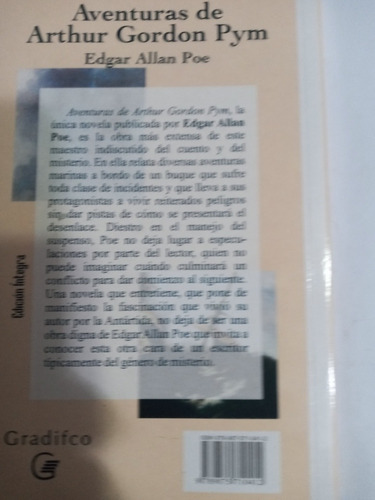 Aventuras de
Arthur Gordon Pym
Edgar Allan Poe
Aventuras de Arthur Gordon Pym, la
única novela publicada por Edgar Allan
Poe, es la obra más extensa de este
maestro indiscutido del cuento y del
misterio. En ella relata diversas aventuras
marinas a bordo de un buque que sufre
toda clase de incidentes y que lleva a sus
protagonistas a vivir reiterados peligros
sin dar pistas de cómo se presentará el
desenlace. Diestro en el manejo del
suspenso, Poe no deja lugar a especu-
laciones por parte del lector, quien no
puede imaginar cuándo culminará un
conflicto para dar comienzo al siguiente.
Una novela que entretiene, que pone de
manifiesto la fascinación que vivió su
autor por la Antártida, no deja de ser una
obra digna de Edgar Allan Poe que invita a
conocer esta otra cara de un escritor
típicamente del género de misterio.
Edición Íntegra
Gradifco